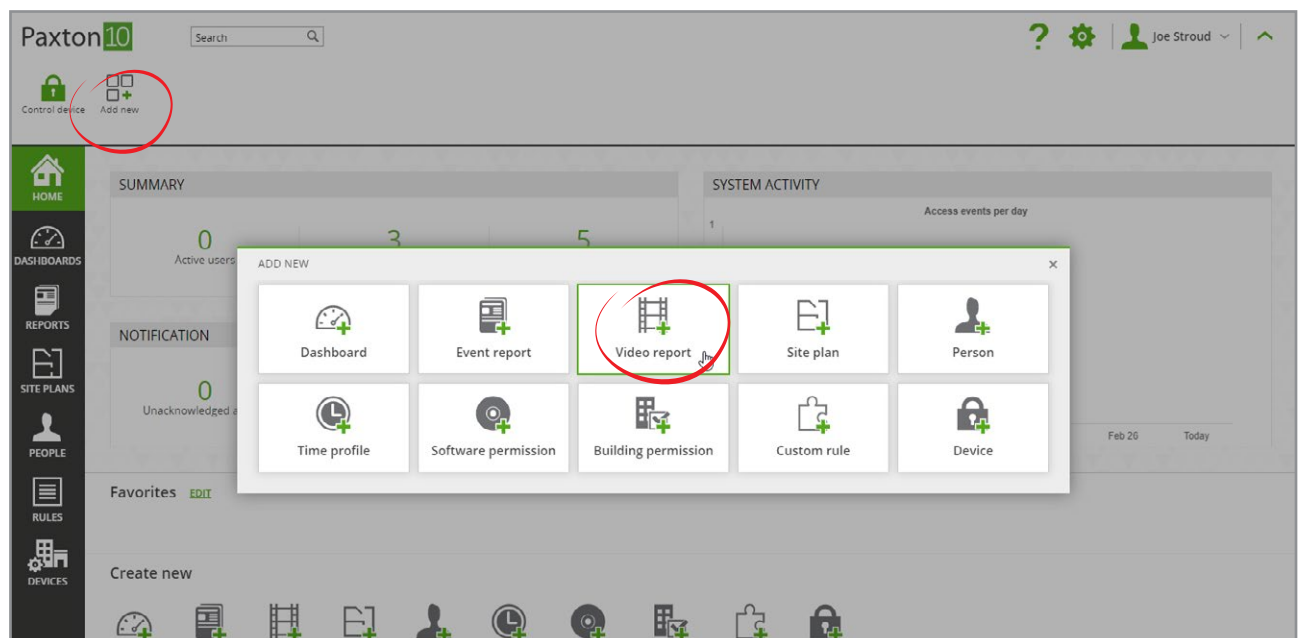 Paxton10
Search
Joe Stroud
Control device
Add new
HOME
DASHBOARDS
REPORTS
SITE PLANS
PEOPLE
RULES
DEVICES
SUMMARY
0
3
5
Active users
SYSTEM ACTIVITY
Access events per day
1
NOTIFICATION
0
Unacknowledged a
ADD NEW
Dashboard
Event report
Video report
Site plan
Person
Time profile
Software permission
Building permission
Custom rule
Device
Feb 26
Today
Favorites EDIT
Create new